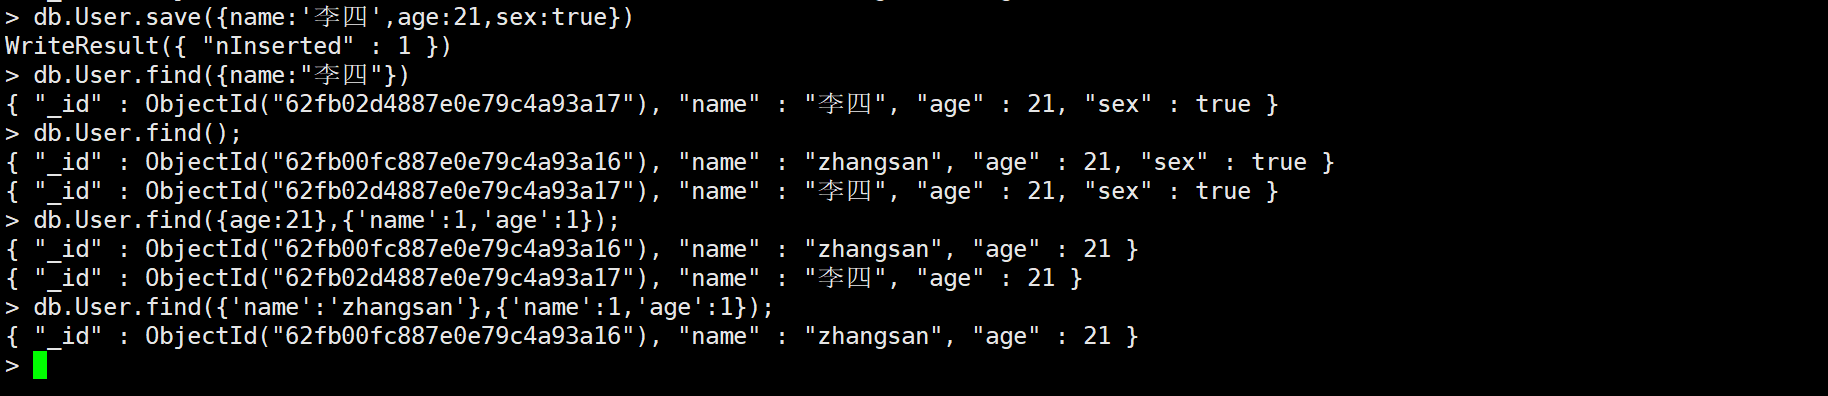 > db.User.save({name:'李四',age:21,sex:true})
WriteResult({ "nInserted" : 1 })
> db.User.find({name:"李四"})
{ "_id" : ObjectId("62fb02d4887e0e79c4a93a17"), "name" : "李四", "age" : 21, "sex" : true }
> db.User.find();
{ "_id" : ObjectId("62fb00fc887e0e79c4a93a16"), "name" : "zhangsan", "age" : 21, "sex" : true }
{ "_id" : ObjectId("62fb02d4887e0e79c4a93a17"), "name" : "李四", "age" : 21, "sex" : true }
> db.User.find({age:21},{'name':1,'age':1});
{ "_id" : ObjectId("62fb00fc887e0e79c4a93a16"), "name" : "zhangsan", "age" : 21 }
{ "_id" : ObjectId("62fb02d4887e0e79c4a93a17"), "name" : "李四", "age" : 21 }
> db.User.find({'name':'zhangsan'},{'name':1,'age':1});
{ "_id" : ObjectId("62fb00fc887e0e79c4a93a16"), "name" : "zhangsan", "age" : 21 }
>